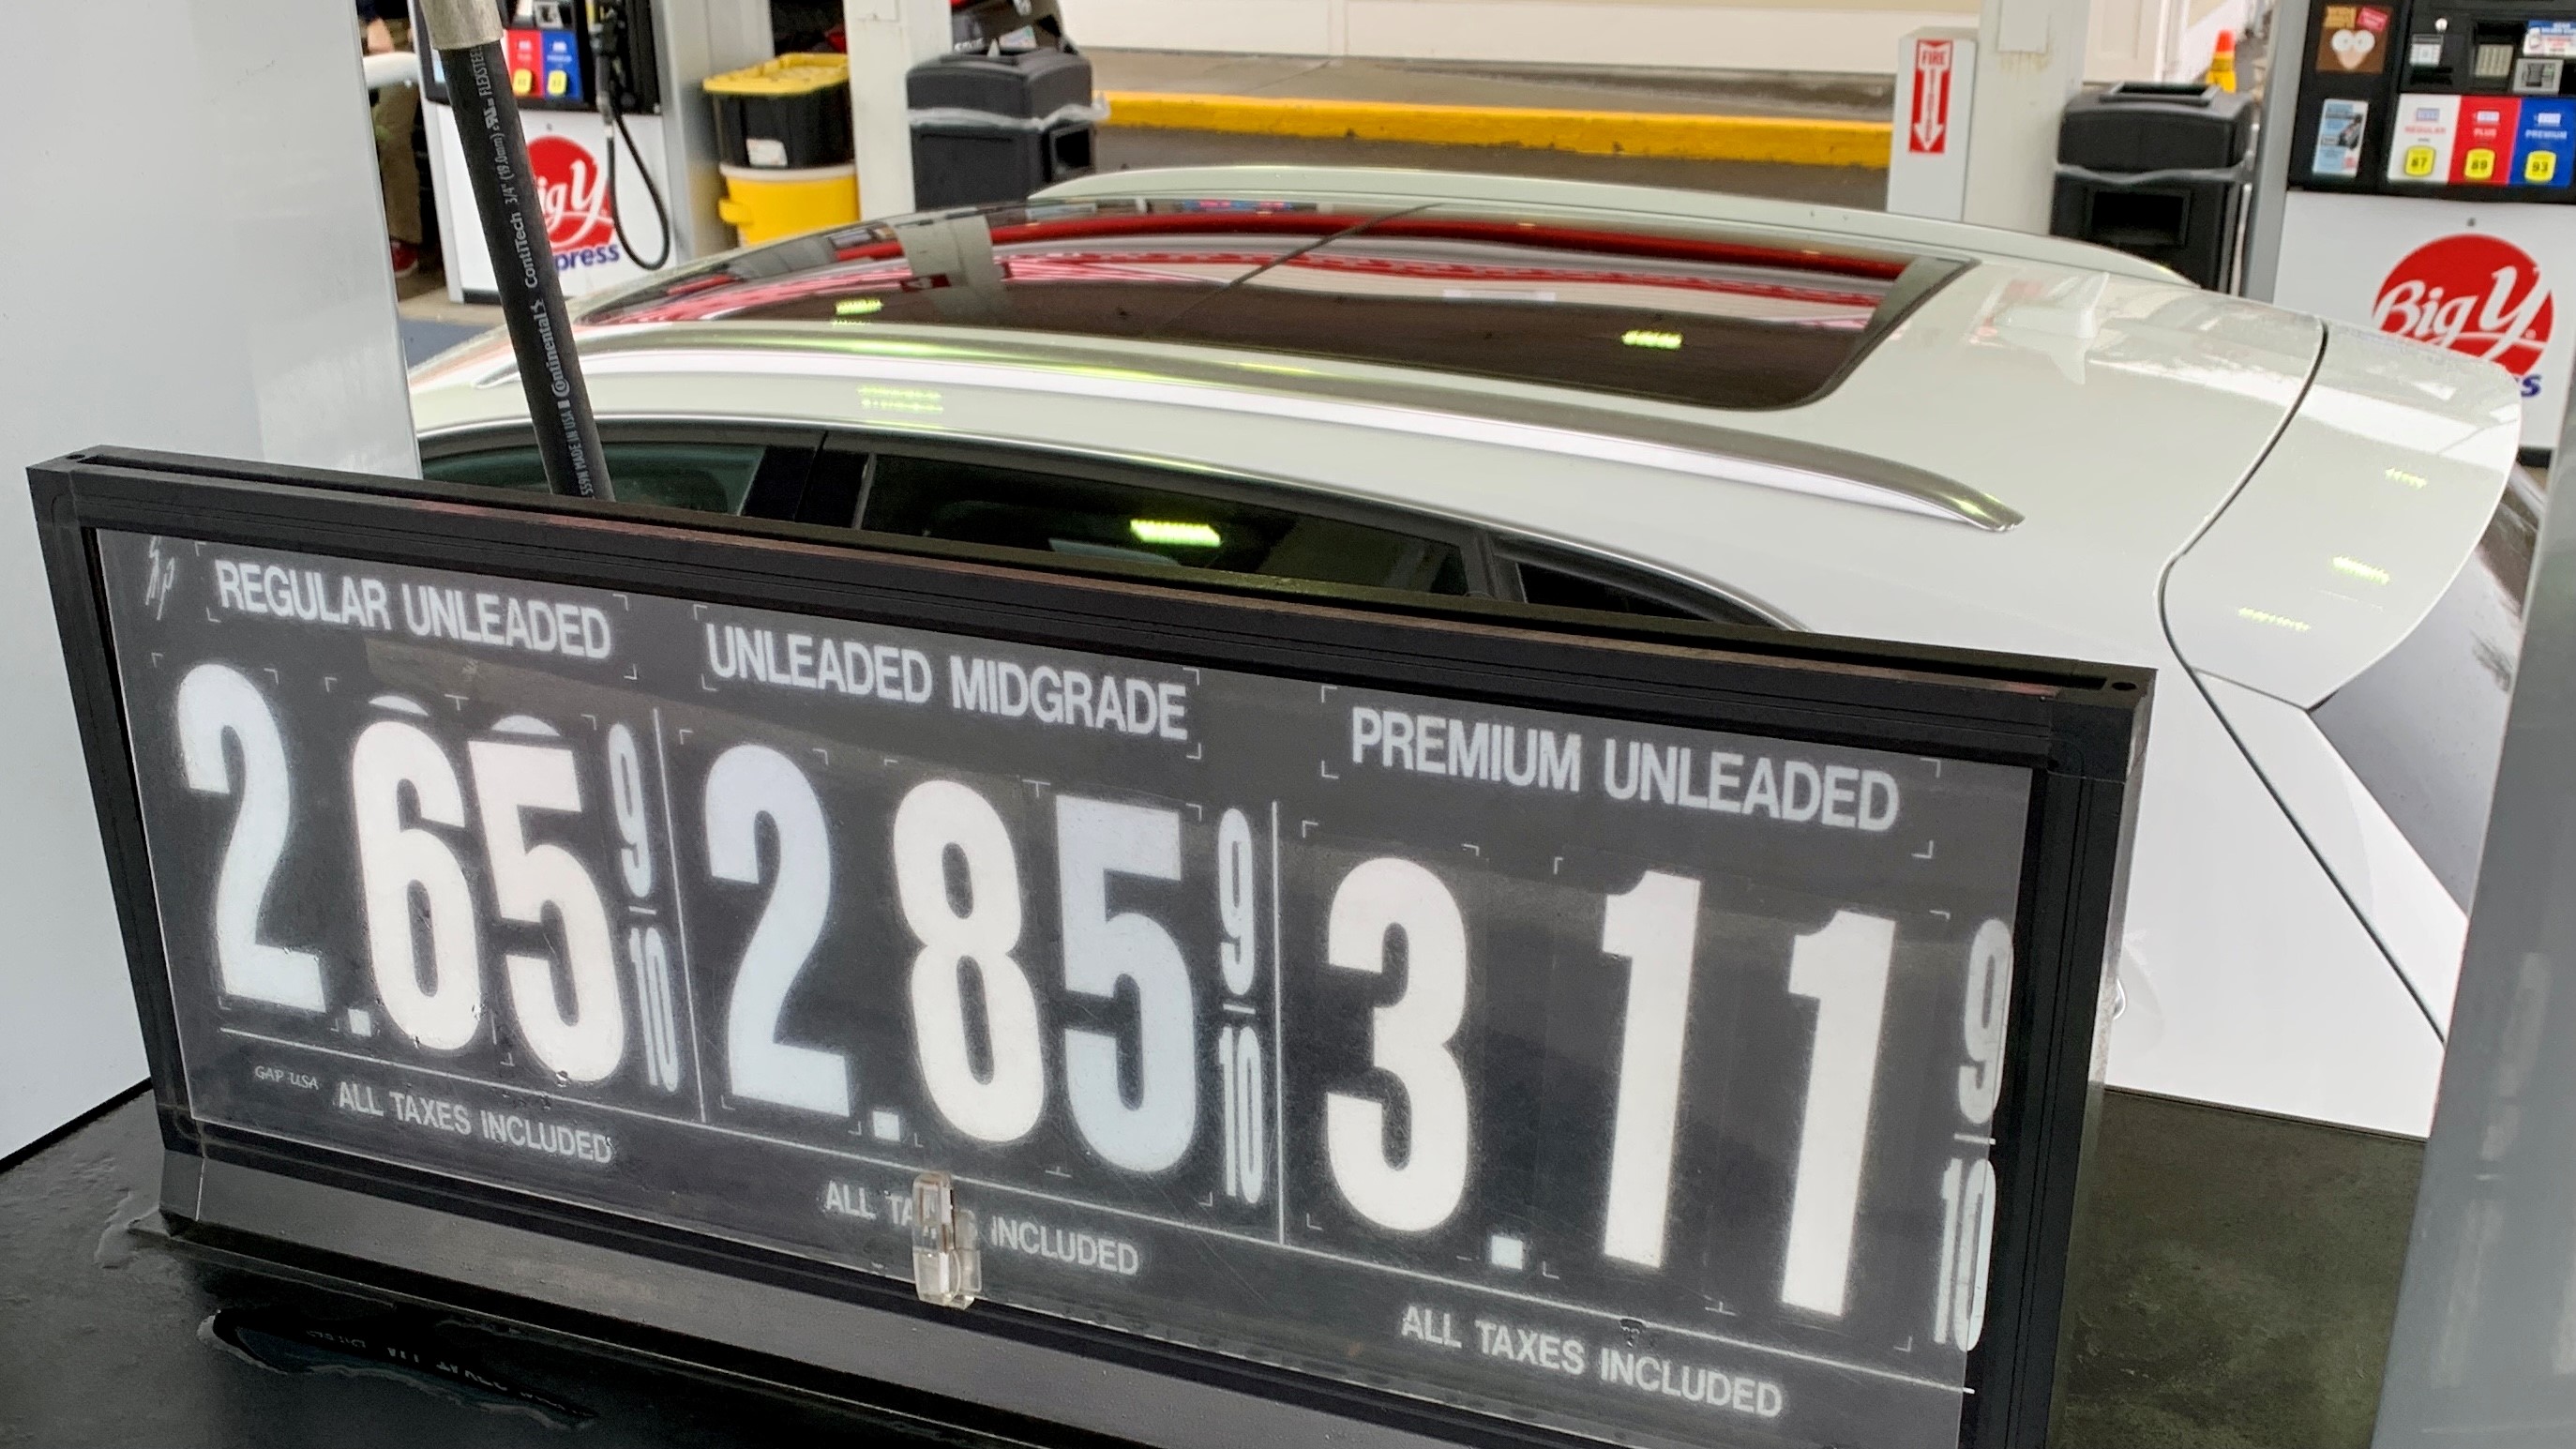 FIRE
REGULAR
PLUS
PREMIUM
87
89
93
Big Y
press
Big Y
ContiTech 3/4" (19.0mm)
Continental
MADE IN USA
REGULAR UNLEADED
2.65 9/10
ALL TAXES INCLUDED
GAP USA
UNLEADED MIDGRADE
2.85 9/10
ALL INCLUDED
PREMIUM UNLEADED
3.11 9/10
ALL TAXES INCLUDED